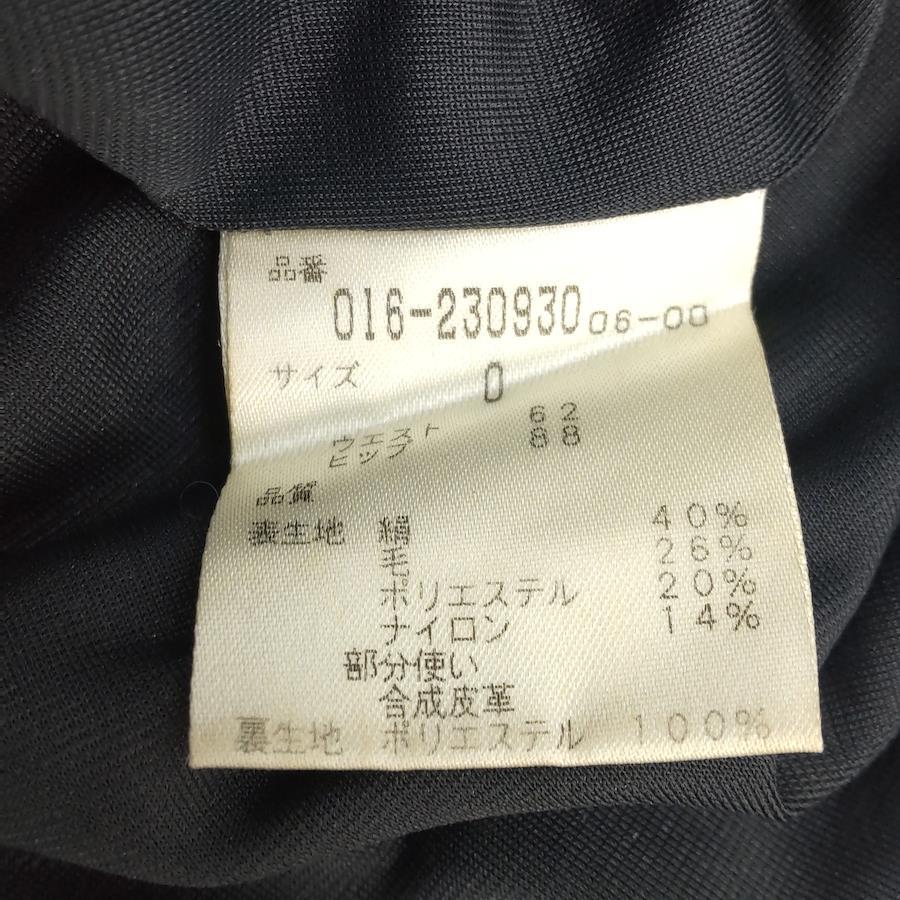 品番
016-230930 06-00
サイズ 0
ウエスト 62
ヒップ 88
品質
表生地 絹 40%
毛 26%
ポリエステル 20%
ナイロン 14%
部分使い
合成皮革
裏生地 ポリエステル 100%